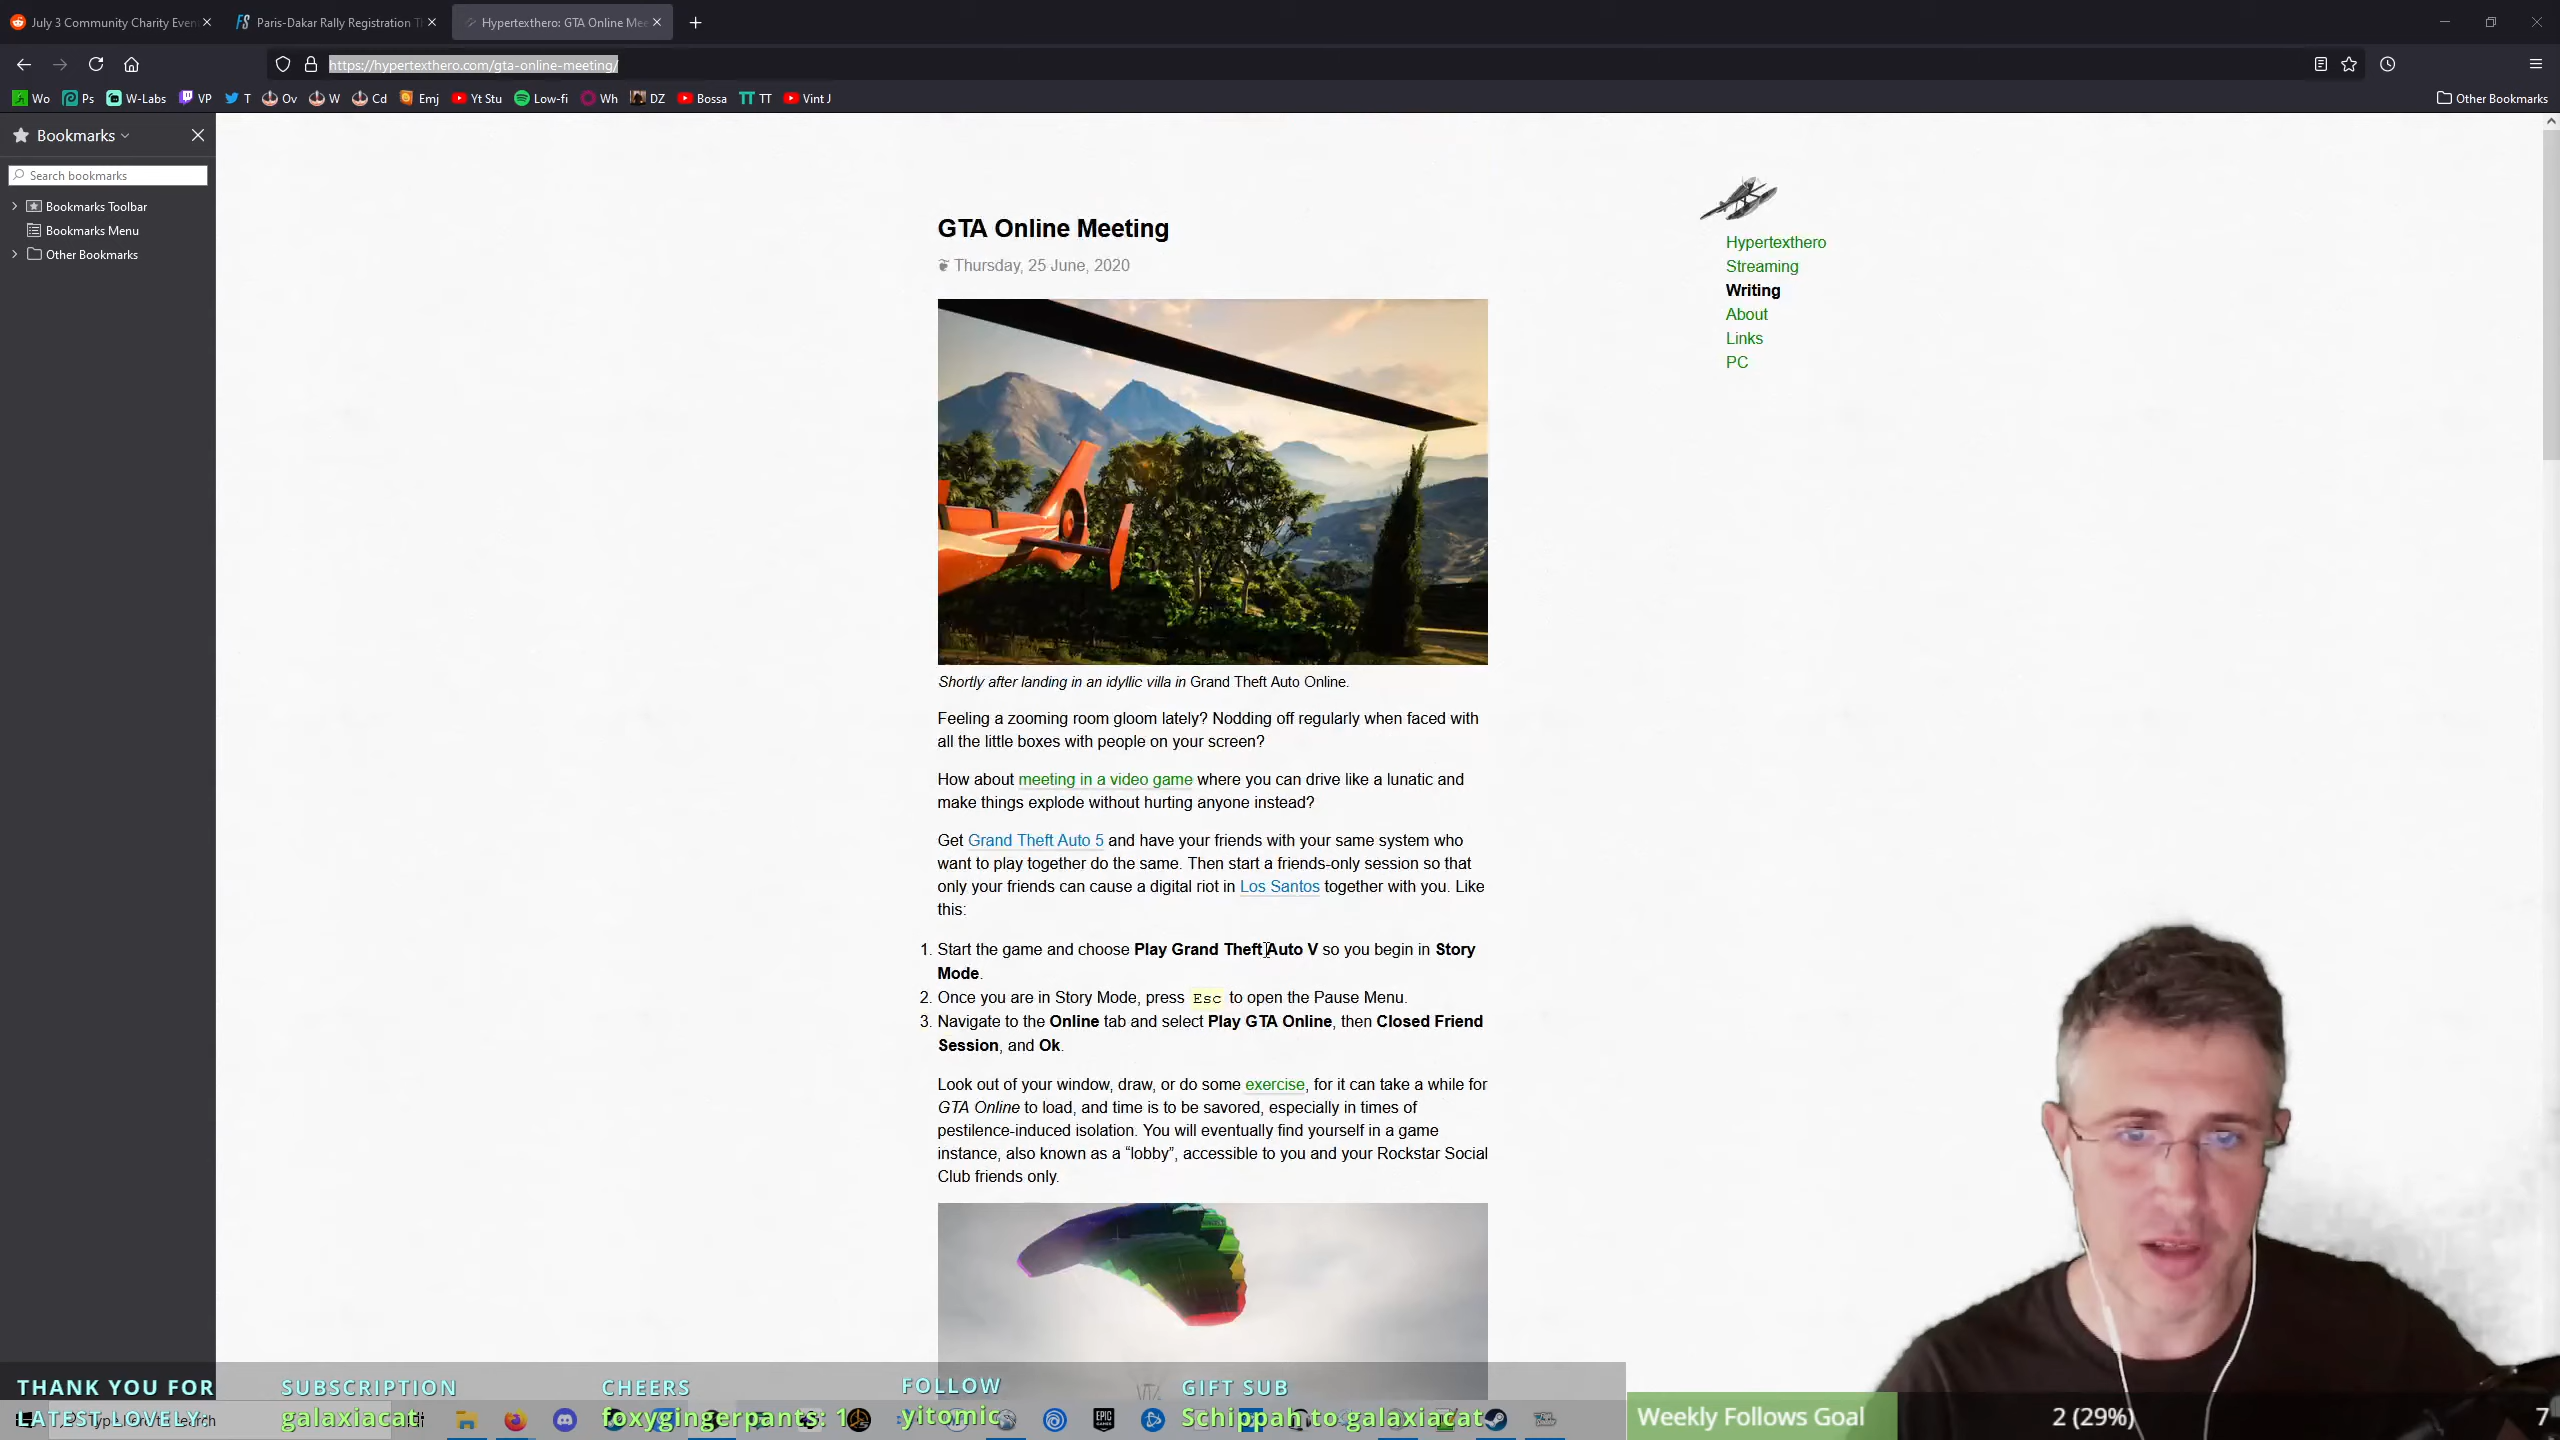 July 3 Community Charity Even
Paris-Dakar Rally Registration T
Hypertexthero: GTA Online Mee
https://hypertexthero.com/gta-online-meeting/
Wo Ps W-Labs VP T Ov W Cd Emj Yt Stu Low-fi Wh DZ Bossa TT Vint J
Other Bookmarks
Bookmarks
Search bookmarks
Bookmarks Toolbar
Bookmarks Menu
Other Bookmarks
GTA Online Meeting
Thursday, 25 June, 2020
Hypertexthero
Streaming
Writing
About
Links
PC
Shortly after landing in an idyllic villa in Grand Theft Auto Online.
Feeling a zooming room gloom lately? Nodding off regularly when faced with
all the little boxes with people on your screen?
How about meeting in a video game where you can drive like a lunatic and
make things explode without hurting anyone instead?
Get Grand Theft Auto 5 and have your friends with your same system who
want to play together do the same. Then start a friends-only session so that
only your friends can cause a digital riot in Los Santos together with you. Like
this:
1. Start the game and choose Play Grand Theft Auto V so you begin in Story
Mode.
2. Once you are in Story Mode, press Esc to open the Pause Menu.
3. Navigate to the Online tab and select Play GTA Online, then Closed Friend
Session, and Ok.
Look out of your window, draw, or do some exercise, for it can take a while for
GTA Online to load, and time is to be savored, especially in times of
pestilence-induced isolation. You will eventually find yourself in a game
instance, also known as a “lobby”, accessible to you and your Rockstar Social
Club friends only.
THANK YOU FOR
LATEST LOVELY:
SUBSCRIPTION
galaxiacat
CHEERS
foxygingerpants: 1
FOLLOW
yitomic
GIFT SUB
Schippah to galaxiacat
Weekly Follows Goal
2 (29%)
7